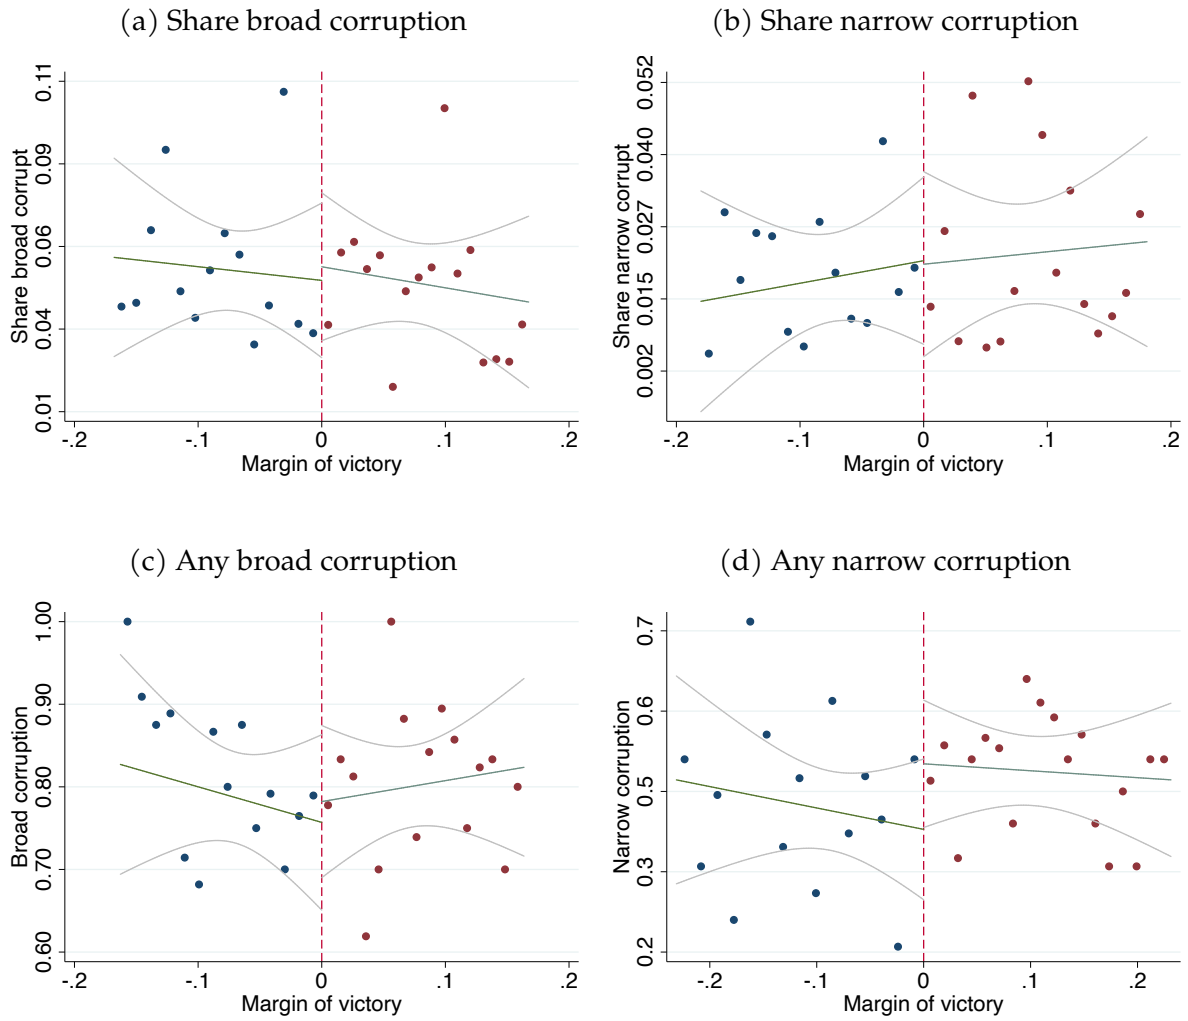 (a) Share broad corruption
Share broad corrupt
0.11
0.09
0.06
0.04
0.01
-.2 -.1 0 .1 .2
Margin of victory
(b) Share narrow corruption
Share narrow corrupt
0.052
0.040
0.027
0.015
0.002
-.2 -.1 0 .1 .2
Margin of victory
(c) Any broad corruption
Broad corruption
1.00
0.90
0.80
0.70
0.60
-.2 -.1 0 .1 .2
Margin of victory
(d) Any narrow corruption
Narrow corruption
0.7
0.6
0.5
0.3
0.2
-.2 -.1 0 .1 .2
Margin of victory